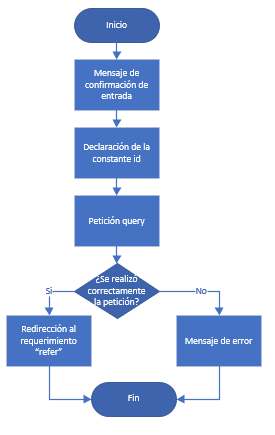 Inicio
Mensaje de
confirmación de
entrada
Declaración de la
constante id
Petición query
¿Se realizó
correctamente
la petición?
Si
No
Redirección al
requerimiento
"refer"
Mensaje de error
Fin